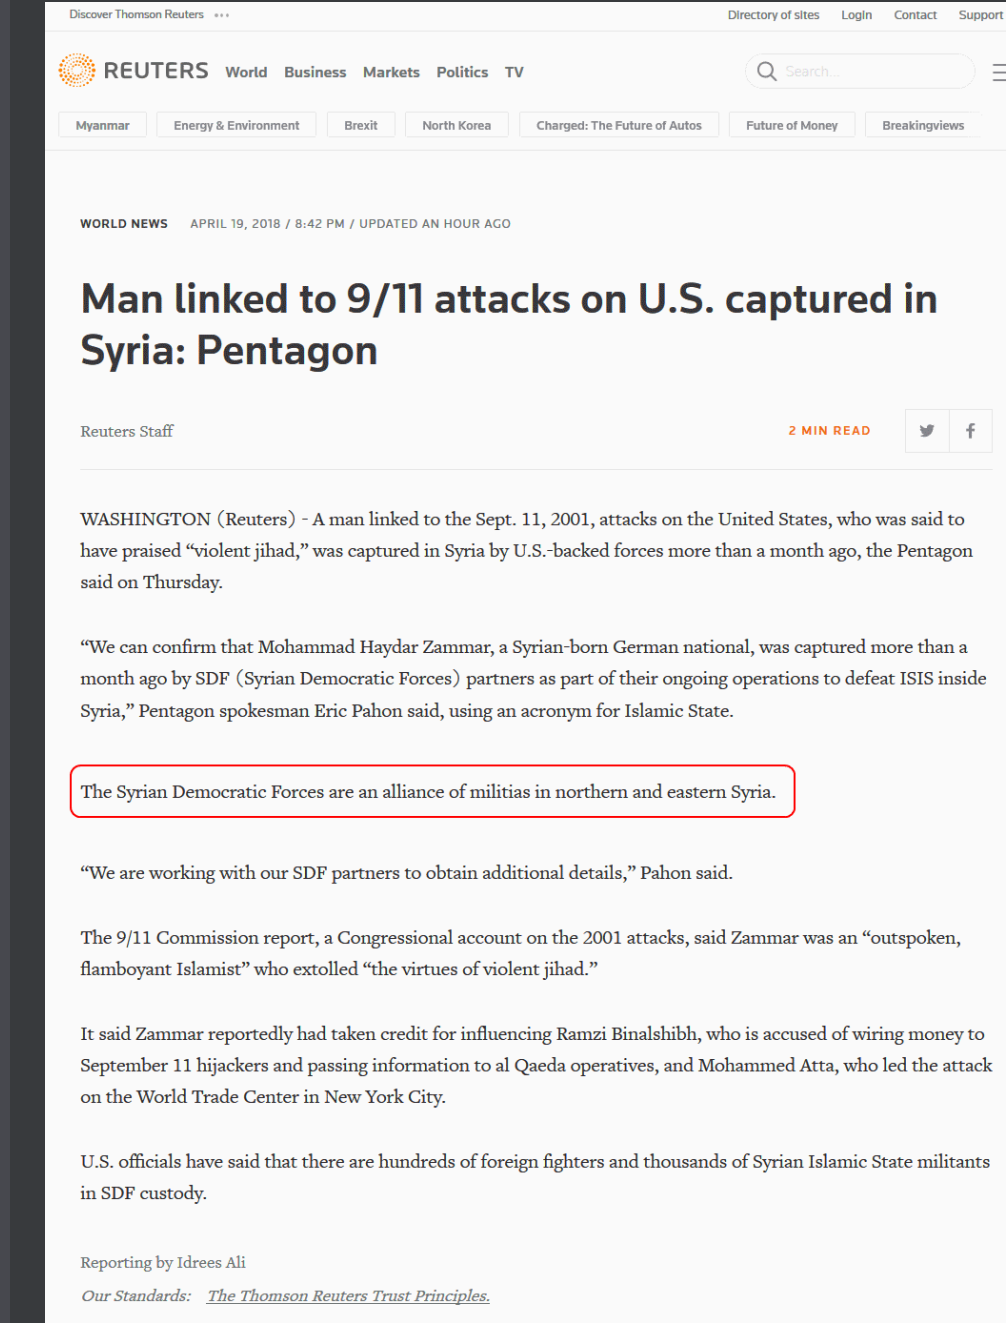 Discover Thomson Reuters
Directory of sites Login Contact Support
REUTERS World Business Markets Politics TV
Search...
Myanmar Energy & Environment Brexit North Korea Charged: The Future of Autos Future of Money Breakingviews
WORLD NEWS APRIL 19, 2018 / 8:42 PM / UPDATED AN HOUR AGO
Man linked to 9/11 attacks on U.S. captured in
Syria: Pentagon
Reuters Staff
2 MIN READ
WASHINGTON (Reuters) - A man linked to the Sept. 11, 2001, attacks on the United States, who was said to
have praised “violent jihad,” was captured in Syria by U.S.-backed forces more than a month ago, the Pentagon
said on Thursday.
“We can confirm that Mohammad Haydar Zammar, a Syrian-born German national, was captured more than a
month ago by SDF (Syrian Democratic Forces) partners as part of their ongoing operations to defeat ISIS inside
Syria,” Pentagon spokesman Eric Pahon said, using an acronym for Islamic State.
The Syrian Democratic Forces are an alliance of militias in northern and eastern Syria.
“We are working with our SDF partners to obtain additional details,” Pahon said.
The 9/11 Commission report, a Congressional account on the 2001 attacks, said Zammar was an “outspoken,
flamboyant Islamist” who extolled “the virtues of violent jihad.”
It said Zammar reportedly had taken credit for influencing Ramzi Binalshibh, who is accused of wiring money to
September 11 hijackers and passing information to al Qaeda operatives, and Mohammed Atta, who led the attack
on the World Trade Center in New York City.
U.S. officials have said that there are hundreds of foreign fighters and thousands of Syrian Islamic State militants
in SDF custody.
Reporting by Idrees Ali
Our Standards: The Thomson Reuters Trust Principles.